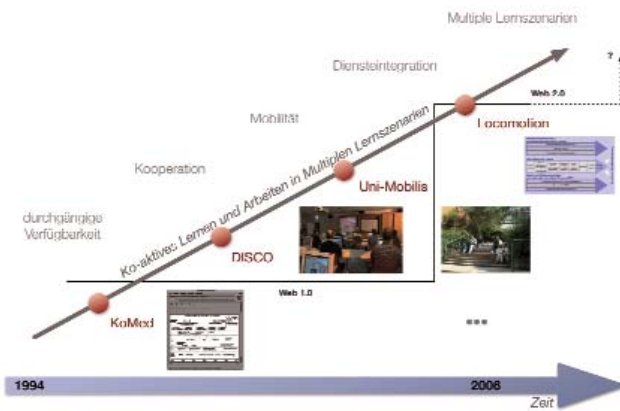 Multiple Lernszenarien
Diensteintegration
?
Web 2.0
Mobilität
Locomotion
Ko-aktives Lernen und Arbeiten in Multiplen Lernszenarien
Kooperation
Uni-Mobilis
durchgängige
Verfügbarkeit
DISCO
Web 1.0
KoMed
...
1994
2006
Zeit